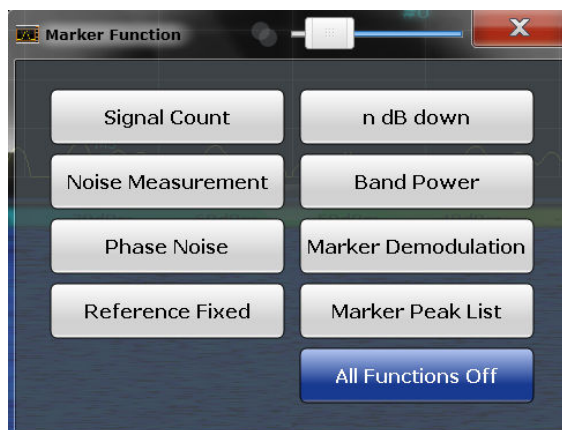 Marker Function
X
Signal Count
n dB down
Noise Measurement
Band Power
Phase Noise
Marker Demodulation
Reference Fixed
Marker Peak List
All Functions Off